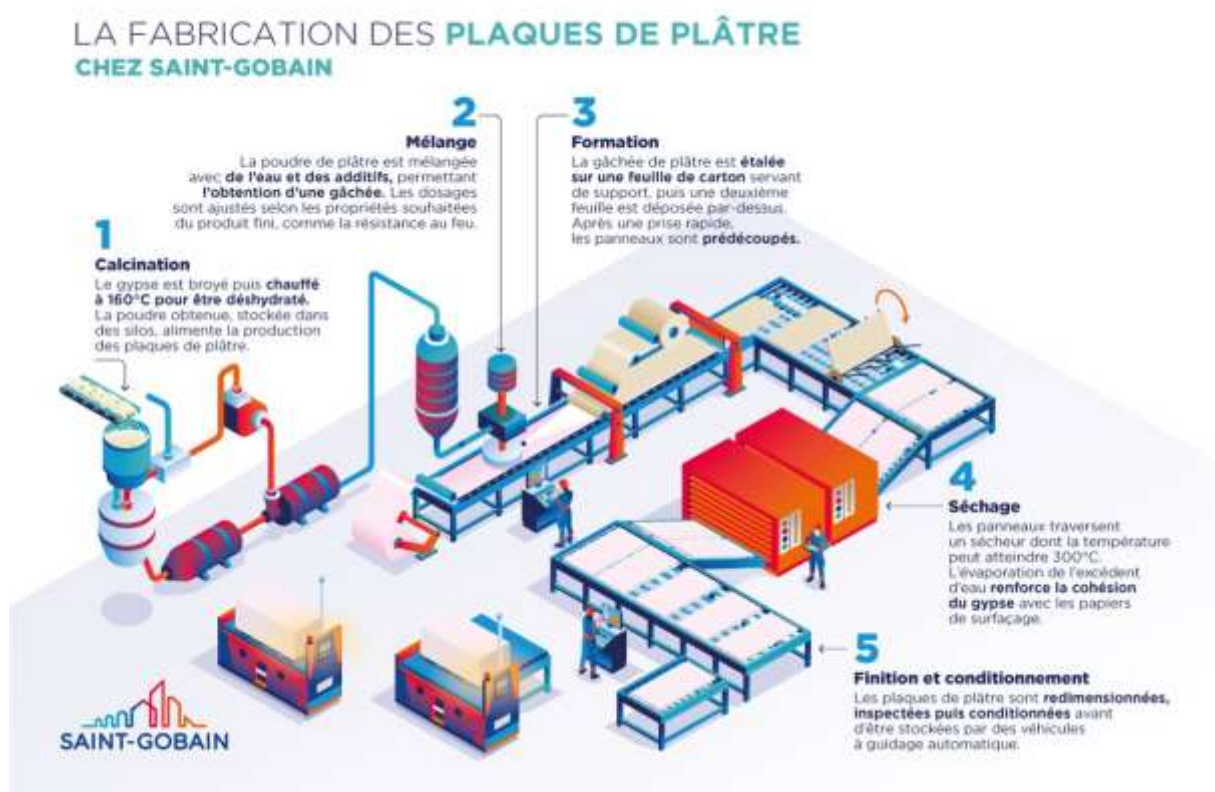 LA FABRICATION DES PLAQUES DE PLÂTRE
CHEZ SAINT-GOBAIN
1
Calcination
Le gypse est broyé puis chauffé
à 160°C pour être déshydraté.
La poudre obtenue, stockée dans
des silos, alimente la production
des plaques de plâtre.
2
Mélange
La poudre de plâtre est mélangée
avec de l'eau et des additifs, permettant
l'obtention d'une gâchée. Les dosages
sont ajustés selon les propriétés souhaitées
du produit fini, comme la résistance au feu.
3
Formation
La gâchée de plâtre est étalée
sur une feuille de carton servant
de support, puis une deuxième
feuille est déposée par-dessus.
Après une prise rapide,
les panneaux sont prédécoupés.
4
Séchage
Les panneaux traversent
un sécheur dont la température
peut atteindre 300°C.
L'évaporation de l'excédent
d'eau renforce la cohésion
du gypse avec les papiers
de surfaçage.
5
Finition et conditionnement
Les plaques de plâtre sont redimensionnées,
inspectées puis conditionnées avant
d'être stockées par des véhicules
à guidage automatique.
SAINT-GOBAIN